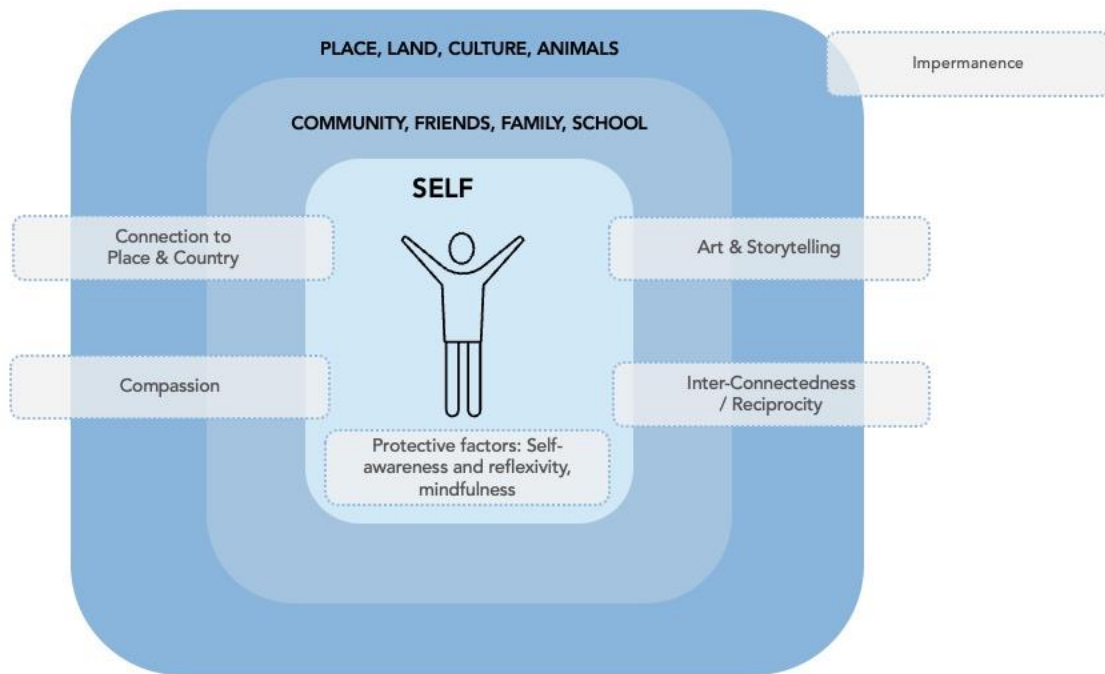 PLACE, LAND, CULTURE, ANIMALS
Impermanence
COMMUNITY, FRIENDS, FAMILY, SCHOOL
SELF
Connection to
Place & Country
Art & Storytelling
Compassion
Inter-Connectedness
/ Reciprocity
Protective factors: Self-
awareness and reflexivity,
mindfulness